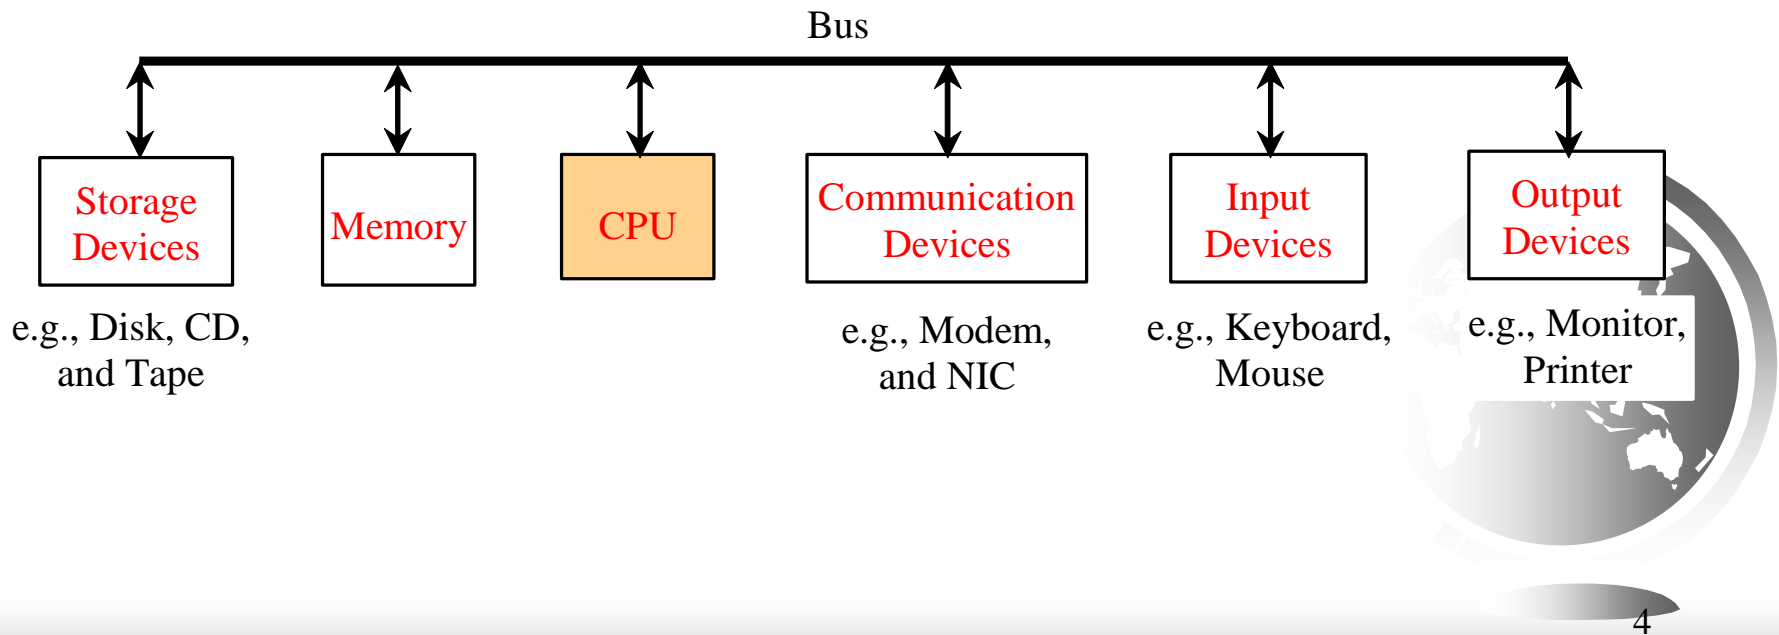 Bus
Storage
Devices
Memory
CPU
Communication
Devices
Input
Devices
Output
Devices
e.g., Disk, CD,
and Tape
e.g., Modem,
and NIC
e.g., Keyboard,
Mouse
e.g., Monitor,
Printer
4